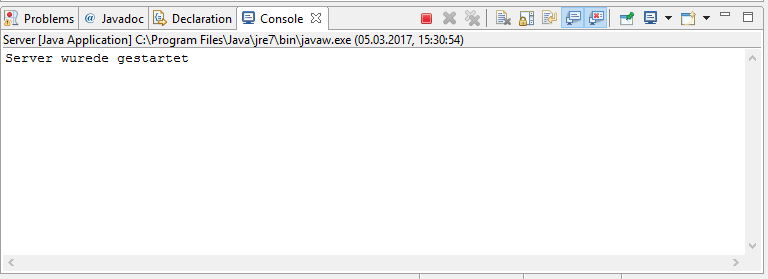 Problems @ Javadoc Declaration Console
Server [Java Application] C:\Program Files\Java\jre7\bin\javaw.exe (05.03.2017, 15:30:54)
Server wurede gestartet